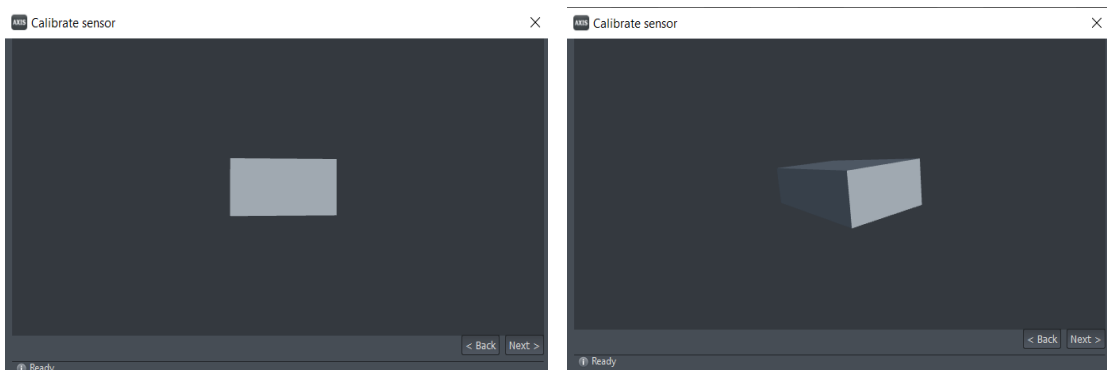 AXIS Calibrate sensor
< Back Next >
Ready
AXIS Calibrate sensor
< Back Next >
Ready